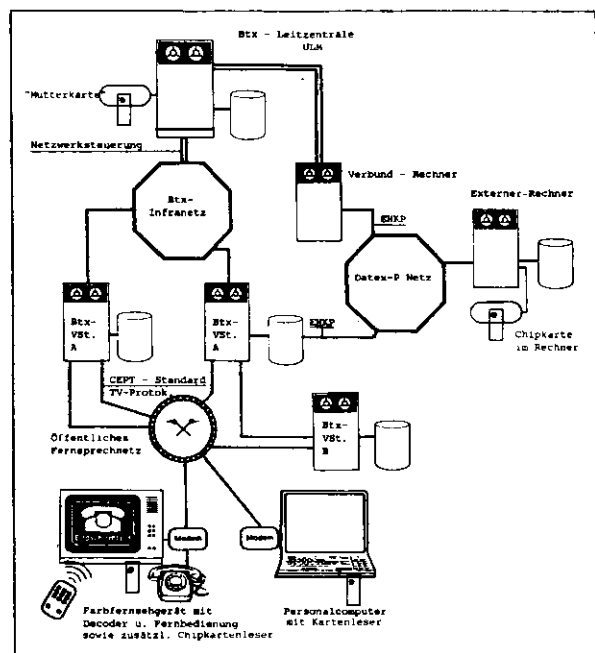 Btx - Leitzentrale
ULM
"Mutterkarte"
Netzwerksteuerung
Verbund - Rechner
Externer-Rechner
Btx-
Infranetz
EHKP
Datex-P Netz
Btx-
VSt.
A
Btx-
VSt.
A
EHKP
Chipkarte
im Rechner
CEPT - Standard
TV-Protok.
Btx-
VSt.
B
Öffentliches
Fernsprechnetz
Modem
Modem
Farbfernsehgerät mit
Decoder u. Fernbedienung
sowie zusätzl. Chipkartenleser
Personalcomputer
mit Kartenleser